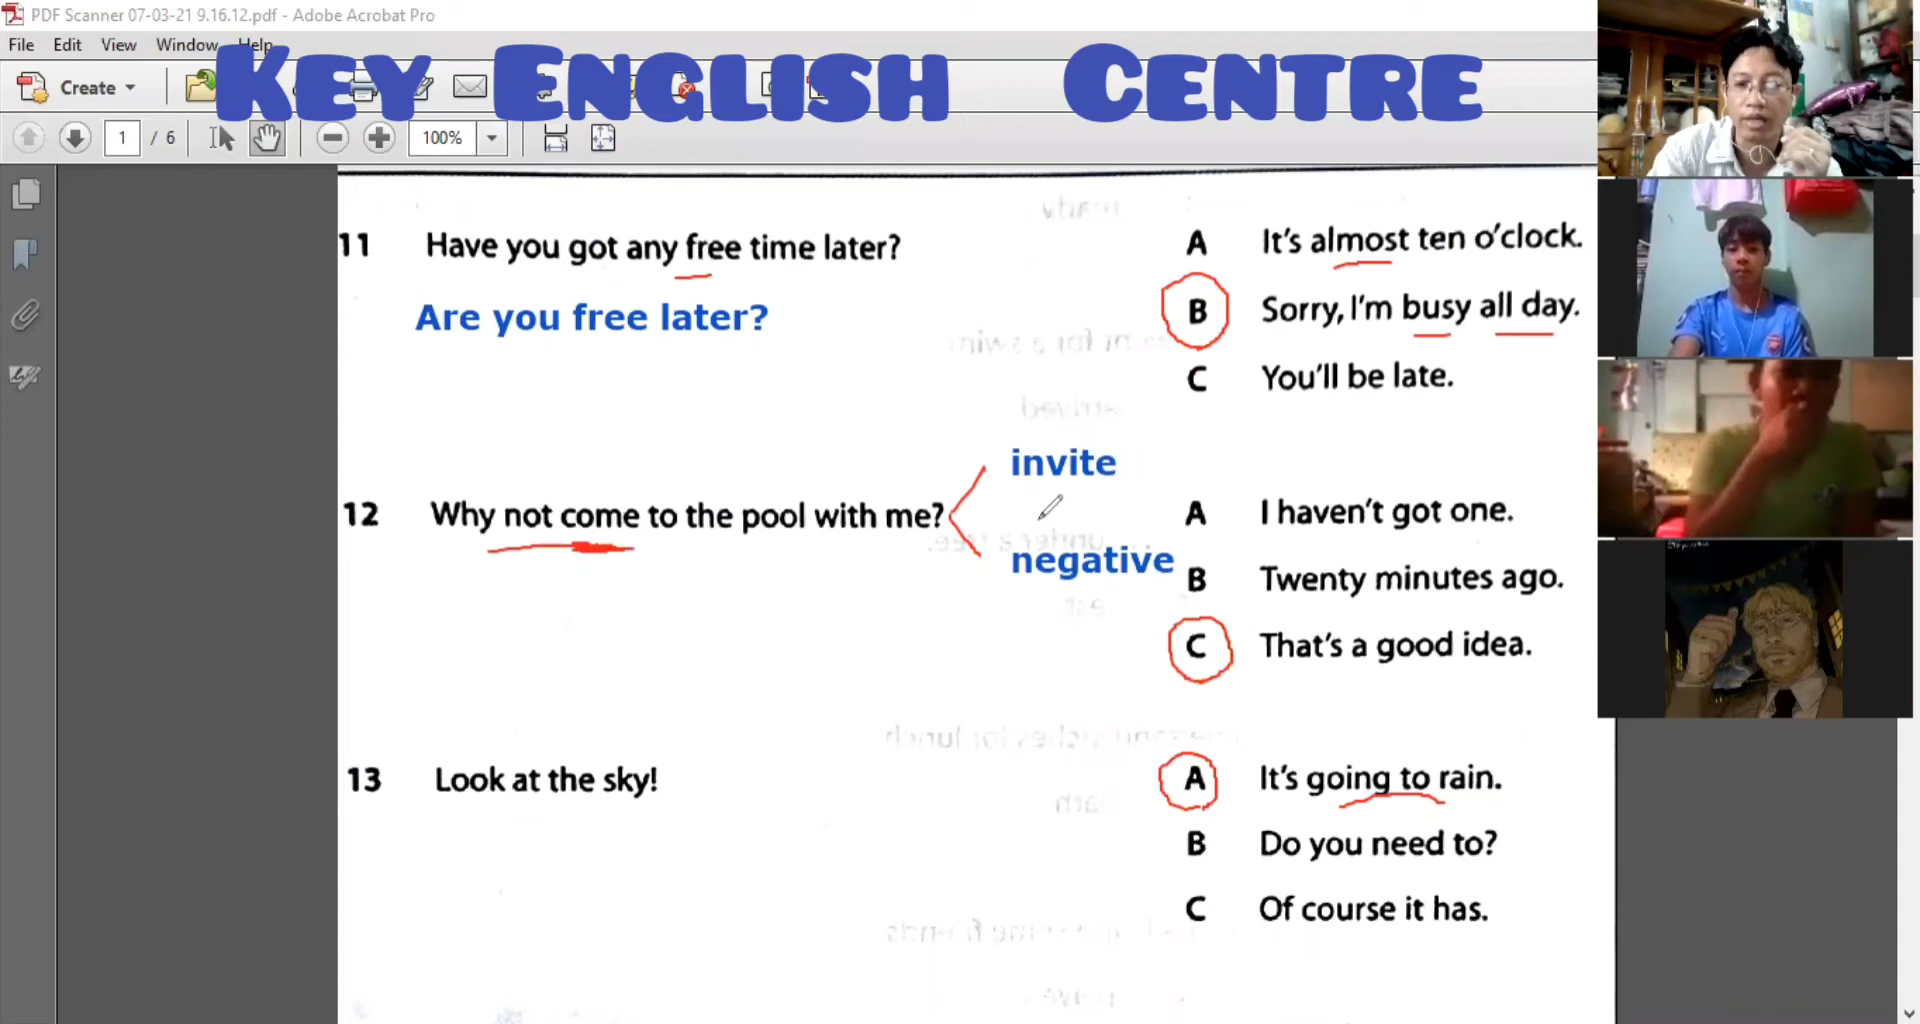 PDF Scanner 07-03-21 9.16.12.pdf - Adobe Acrobat Pro
File Edit View Window Help
KEY ENGLISH CENTRE
Create
1 / 6 100%
11 Have you got any free time later?
Are you free later?
A It's almost ten o'clock.
B Sorry, I'm busy all day.
C You'll be late.
12 Why not come to the pool with me?
invite
negative
A I haven't got one.
B Twenty minutes ago.
C That's a good idea.
13 Look at the sky!
A It's going to rain.
B Do you need to?
C Of course it has.